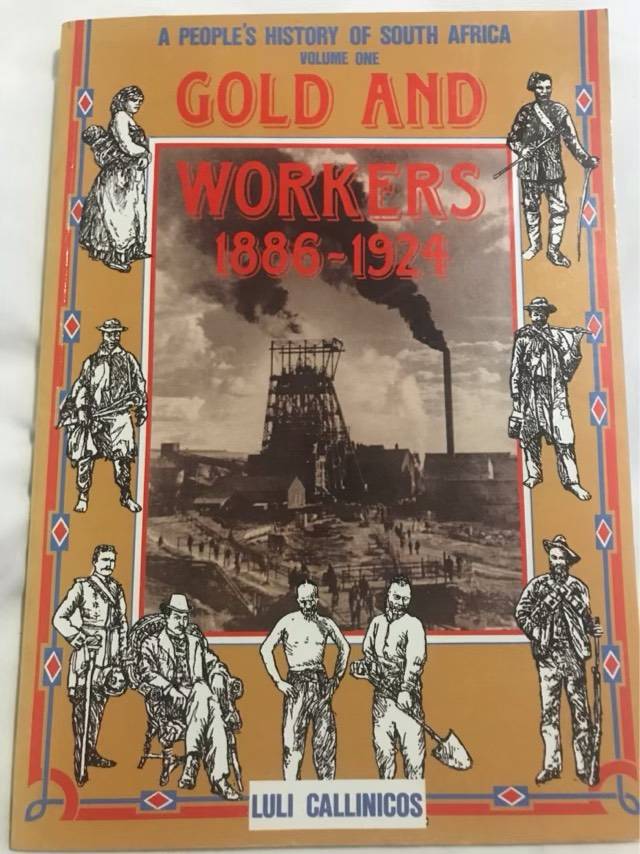 A PEOPLE'S HISTORY OF SOUTH AFRICA
VOLUME ONE
GOLD AND
WORKERS
1886-1924
LULI CALLINICOS